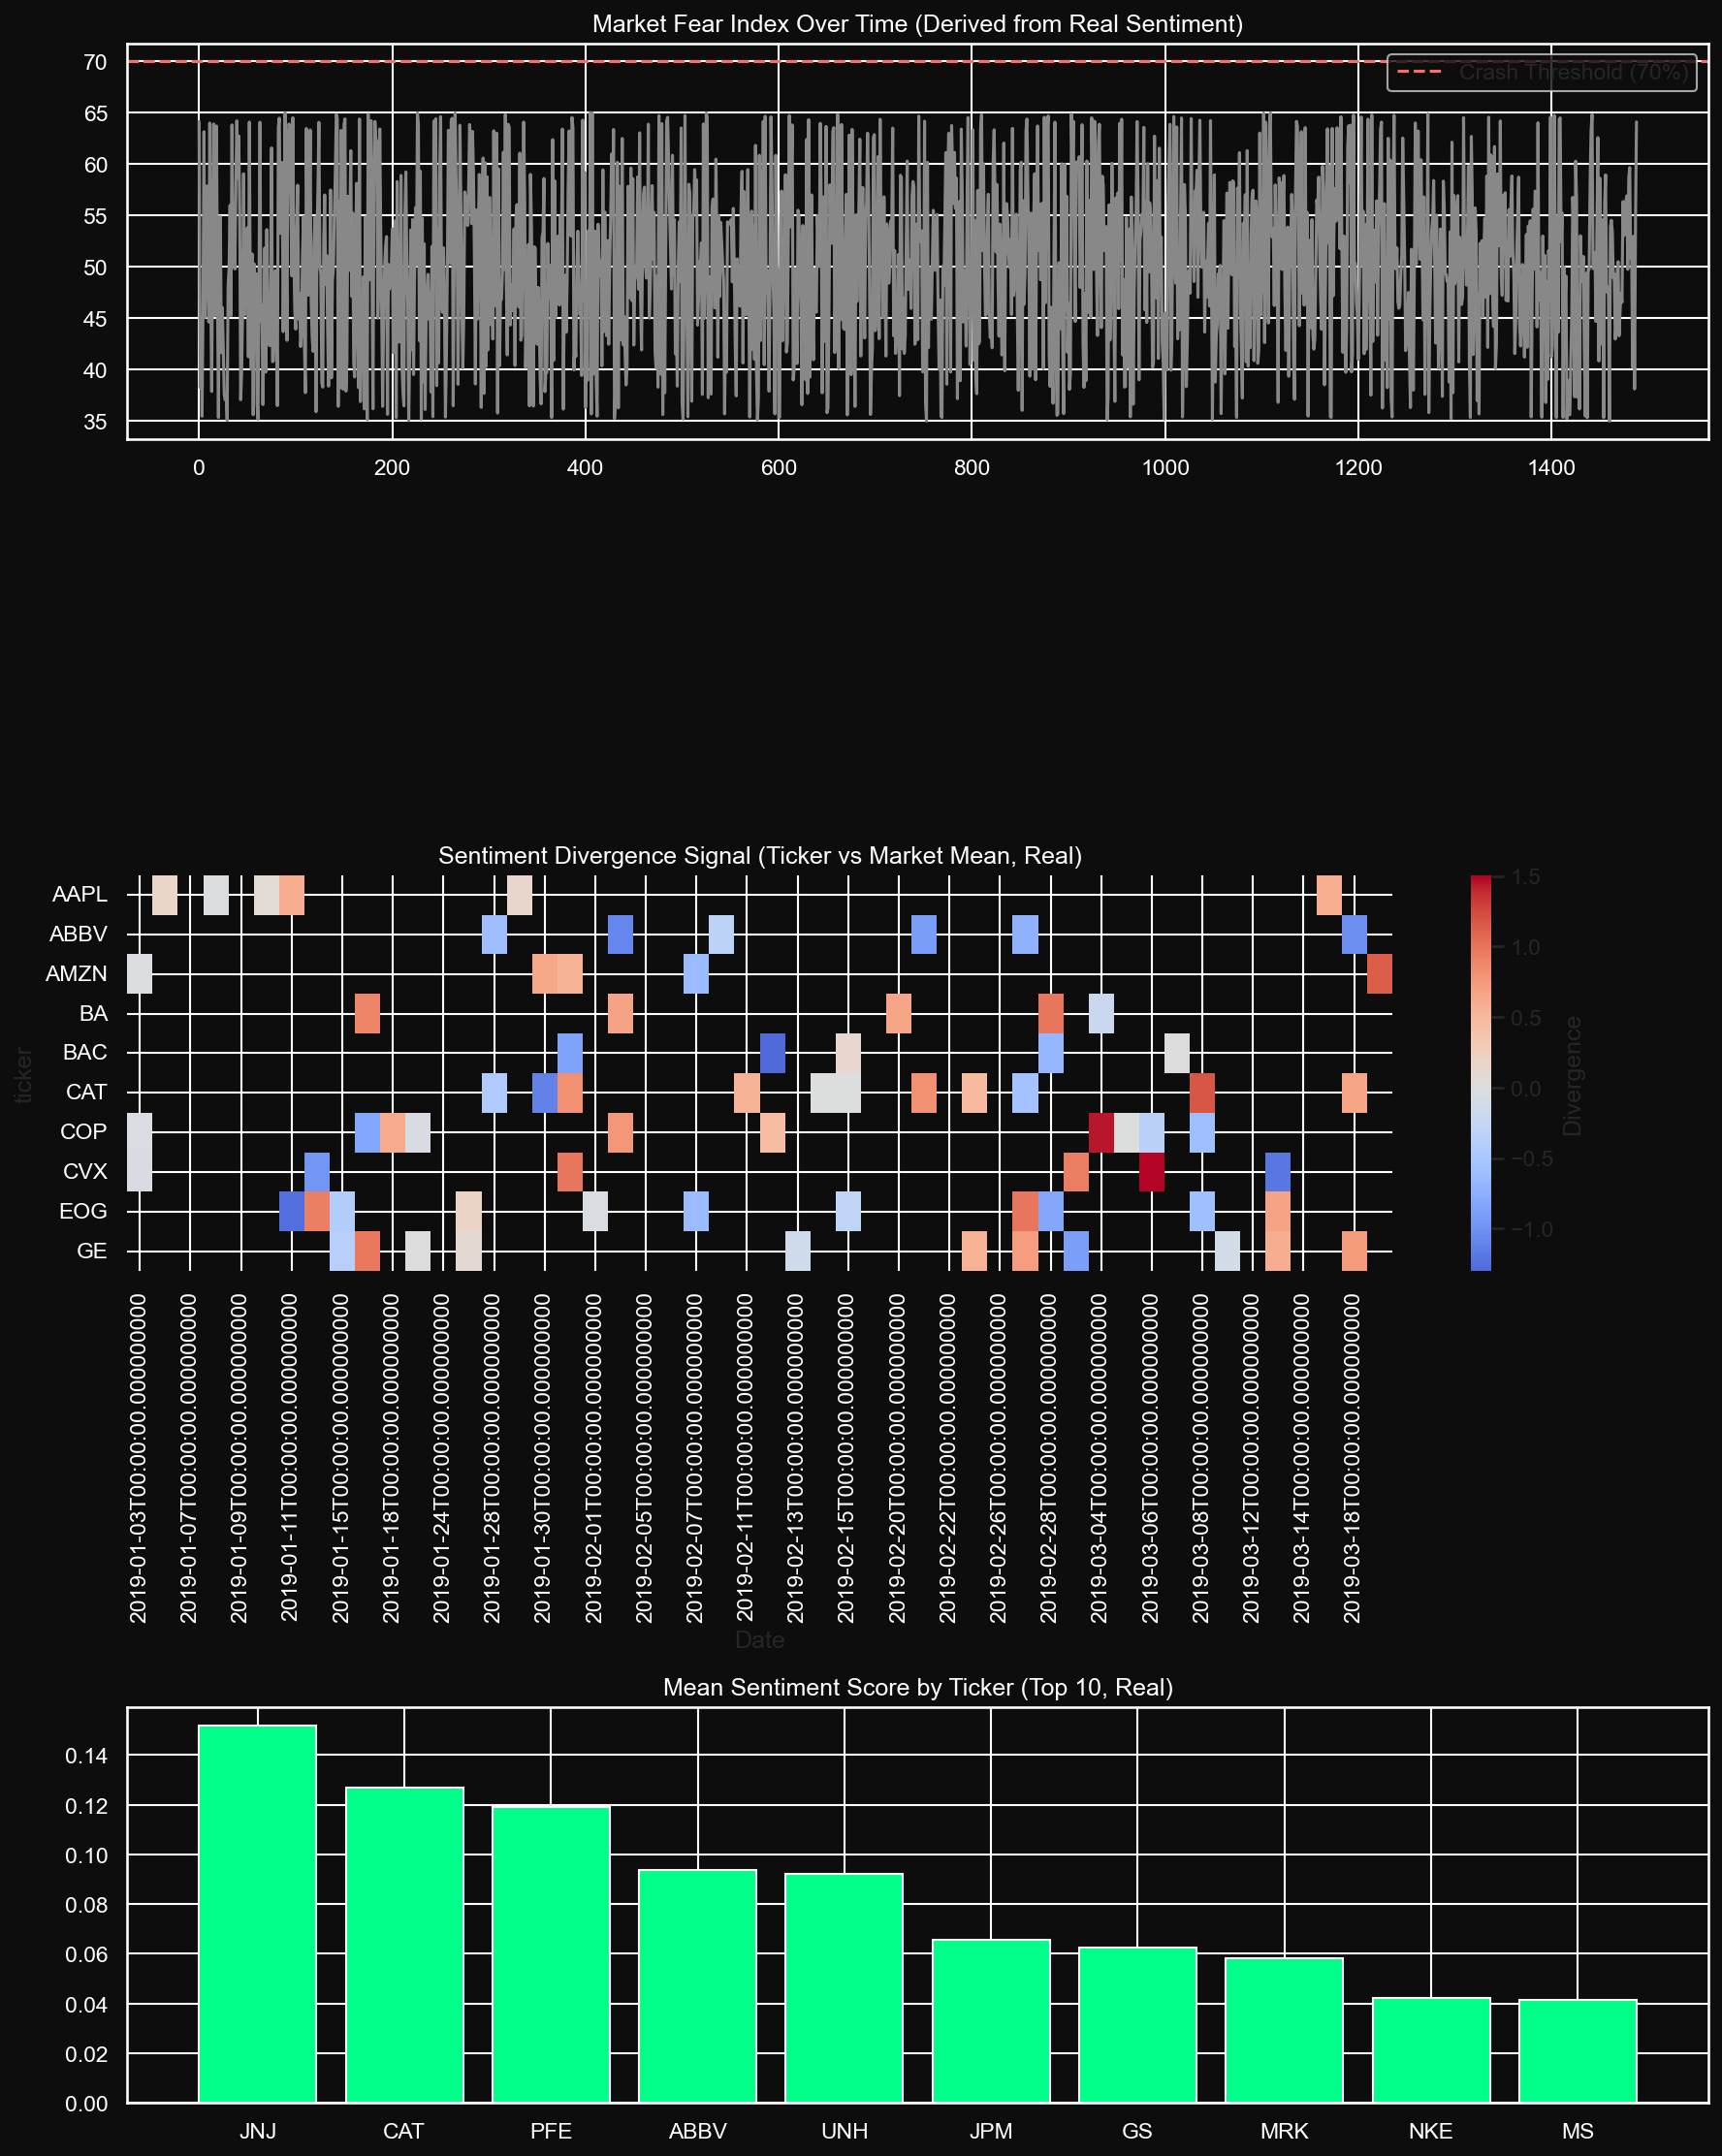 Market Fear Index Over Time (Derived from Real Sentiment)
70
65
60
55
50
45
40
35
Crash Threshold (70%)
0 200 400 600 800 1000 1200 1400
Sentiment Divergence Signal (Ticker vs Market Mean, Real)
ticker
AAPL
ABBV
AMZN
BA
BAC
CAT
COP
CVX
EOG
GE
1.5
1.0
0.5
0.0
−0.5
−1.0
Divergence
2019-01-03T00:00:00.000000000
2019-01-07T00:00:00.000000000
2019-01-09T00:00:00.000000000
2019-01-11T00:00:00.000000000
2019-01-15T00:00:00.000000000
2019-01-18T00:00:00.000000000
2019-01-24T00:00:00.000000000
2019-01-28T00:00:00.000000000
2019-01-30T00:00:00.000000000
2019-02-01T00:00:00.000000000
2019-02-05T00:00:00.000000000
2019-02-07T00:00:00.000000000
2019-02-11T00:00:00.000000000
2019-02-13T00:00:00.000000000
2019-02-15T00:00:00.000000000
2019-02-20T00:00:00.000000000
2019-02-22T00:00:00.000000000
2019-02-26T00:00:00.000000000
2019-02-28T00:00:00.000000000
2019-03-04T00:00:00.000000000
2019-03-06T00:00:00.000000000
2019-03-08T00:00:00.000000000
2019-03-12T00:00:00.000000000
2019-03-14T00:00:00.000000000
2019-03-18T00:00:00.000000000
Date
Mean Sentiment Score by Ticker (Top 10, Real)
0.14
0.12
0.10
0.08
0.06
0.04
0.02
0.00
JNJ CAT PFE ABBV UNH JPM GS MRK NKE MS